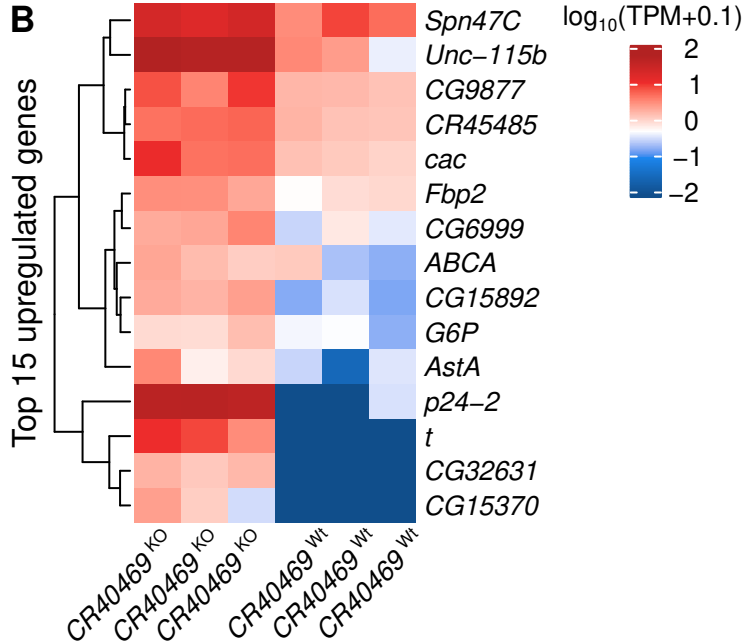 B
log₁₀(TPM+0.1)
Top 15 upregulated genes
Spn47C
Unc−115b
CG9877
CR45485
cac
Fbp2
CG6999
ABCA
CG15892
G6P
AstA
p24−2
t
CG32631
CG15370
2
1
0
−1
−2
CR40469 KO
CR40469 KO
CR40469 KO
CR40469 Wt
CR40469 Wt
CR40469 Wt